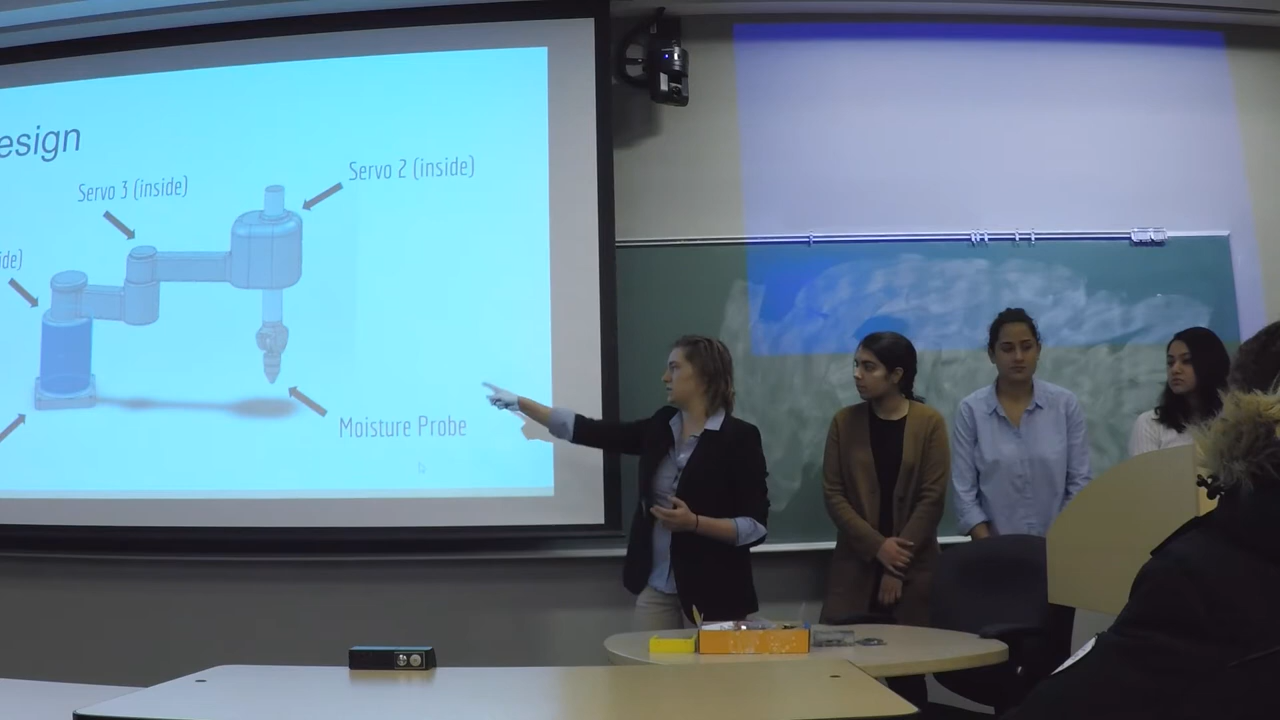 esign
Servo 2 (inside)
Servo 3 (inside)
ide)
Moisture Probe